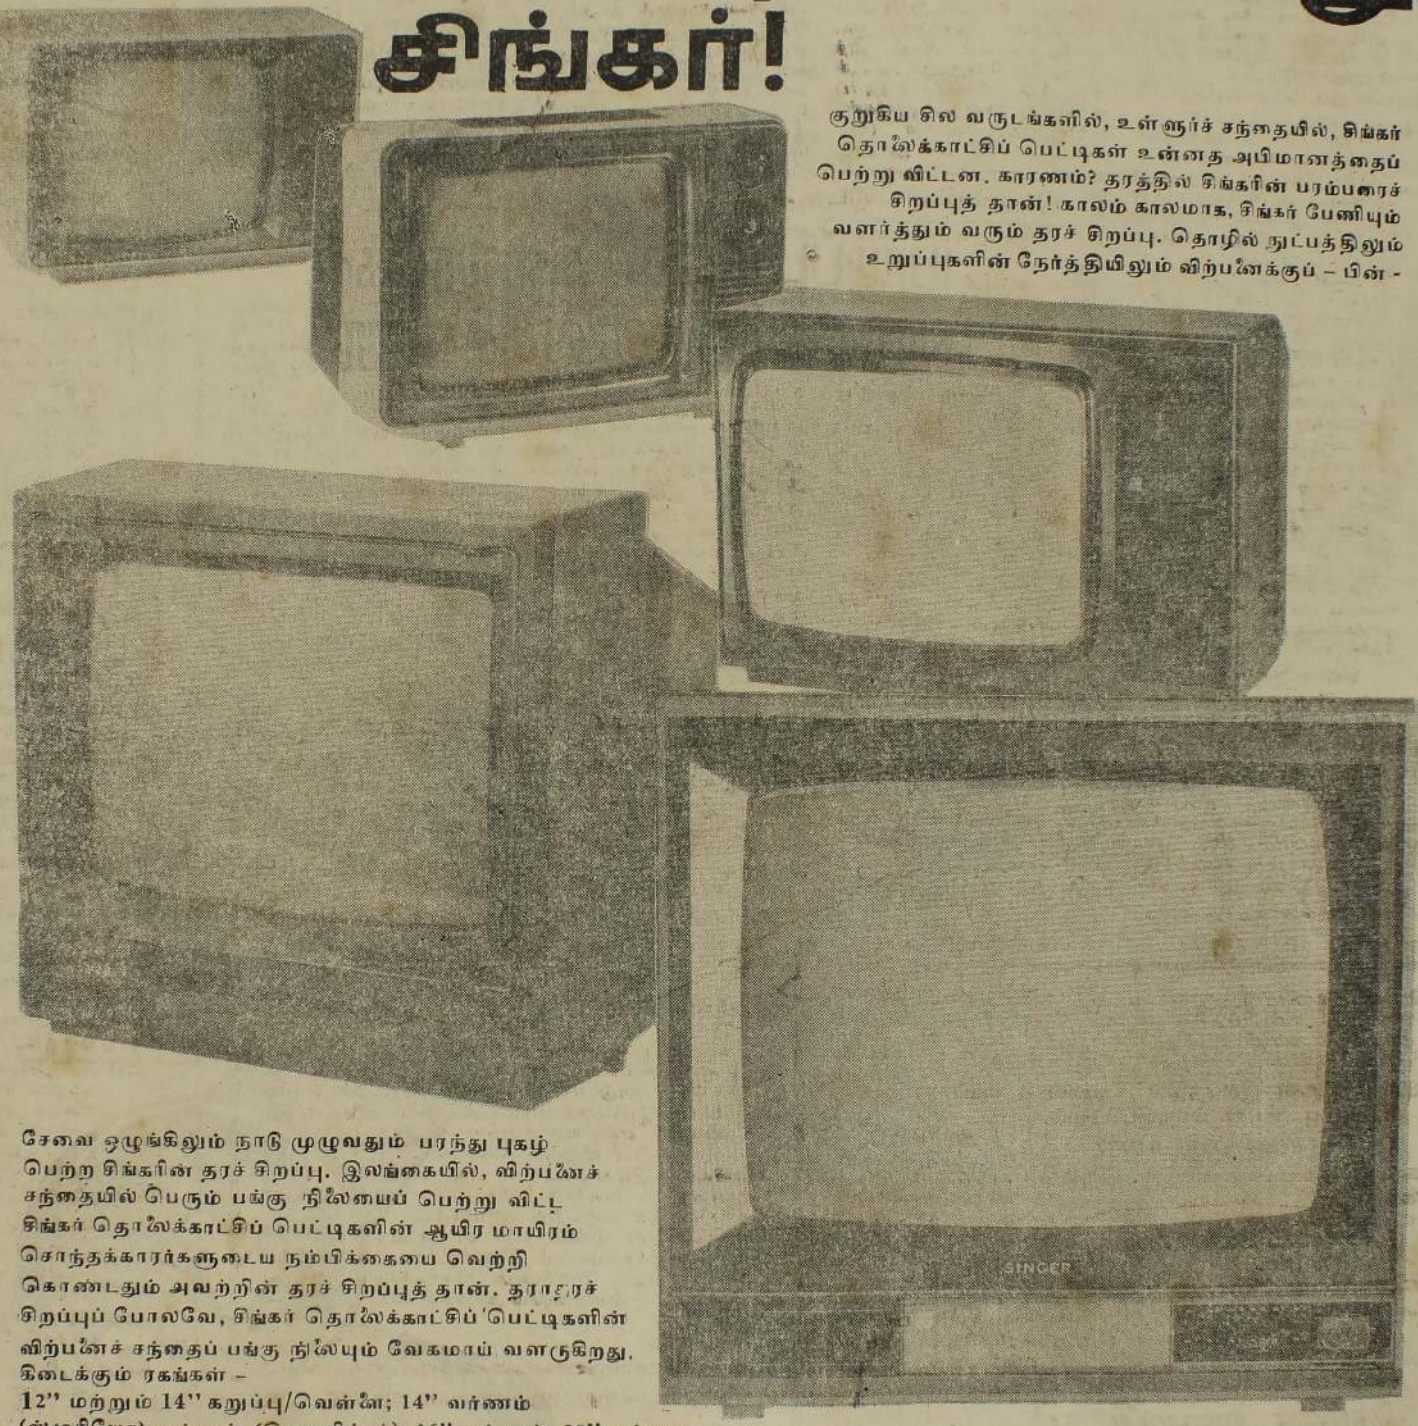 சிங்கர்!
குறுகிய சில வருடங்களில், உள்ளுர்ச் சந்தையில், சிங்கர்
தொலைக்காட்சிப் பெட்டிகள் உன்னத அபிமானத்தைப்
பெற்று விட்டன. காரணம்? தரத்தில் சிங்கரின் பரம்பரைச்
சிறப்புத் தான்! காலம் காலமாக, சிங்கர் பேணியும்
வளர்த்தும் வரும் தரச் சிறப்பு. தொழில் நுட்பத்திலும்
உறுப்புகளின் நேர்த்தியிலும் விற்பனைக்குப் – பின் -
சேவை ஒழுங்கிலும் நாடு முழுவதும் பரந்து புகழ்
பெற்ற சிங்கரின் தரச் சிறப்பு. இலங்கையில், விற்பனைச்
சந்தையில் பெரும் பங்கு நிலையைப் பெற்று விட்ட
சிங்கர் தொலைக்காட்சிப் பெட்டிகளின் ஆயிர மாயிரம்
சொந்தக்காரர்களுடைய நம்பிக்கையை வெற்றி
கொண்டதும் அவற்றின் தரச் சிறப்புத் தான். தராதரச்
சிறப்புப் போலவே, சிங்கர் தொலைக்காட்சிப் பெட்டிகளின்
விற்பனைச் சந்தைப் பங்கு நிலையும் வேகமாய் வளருகிறது.
கிடைக்கும் ரகங்கள் –
12” மற்றும் 14” கறுப்பு/வெள்ளை; 14” வர்ணம்
SINGER